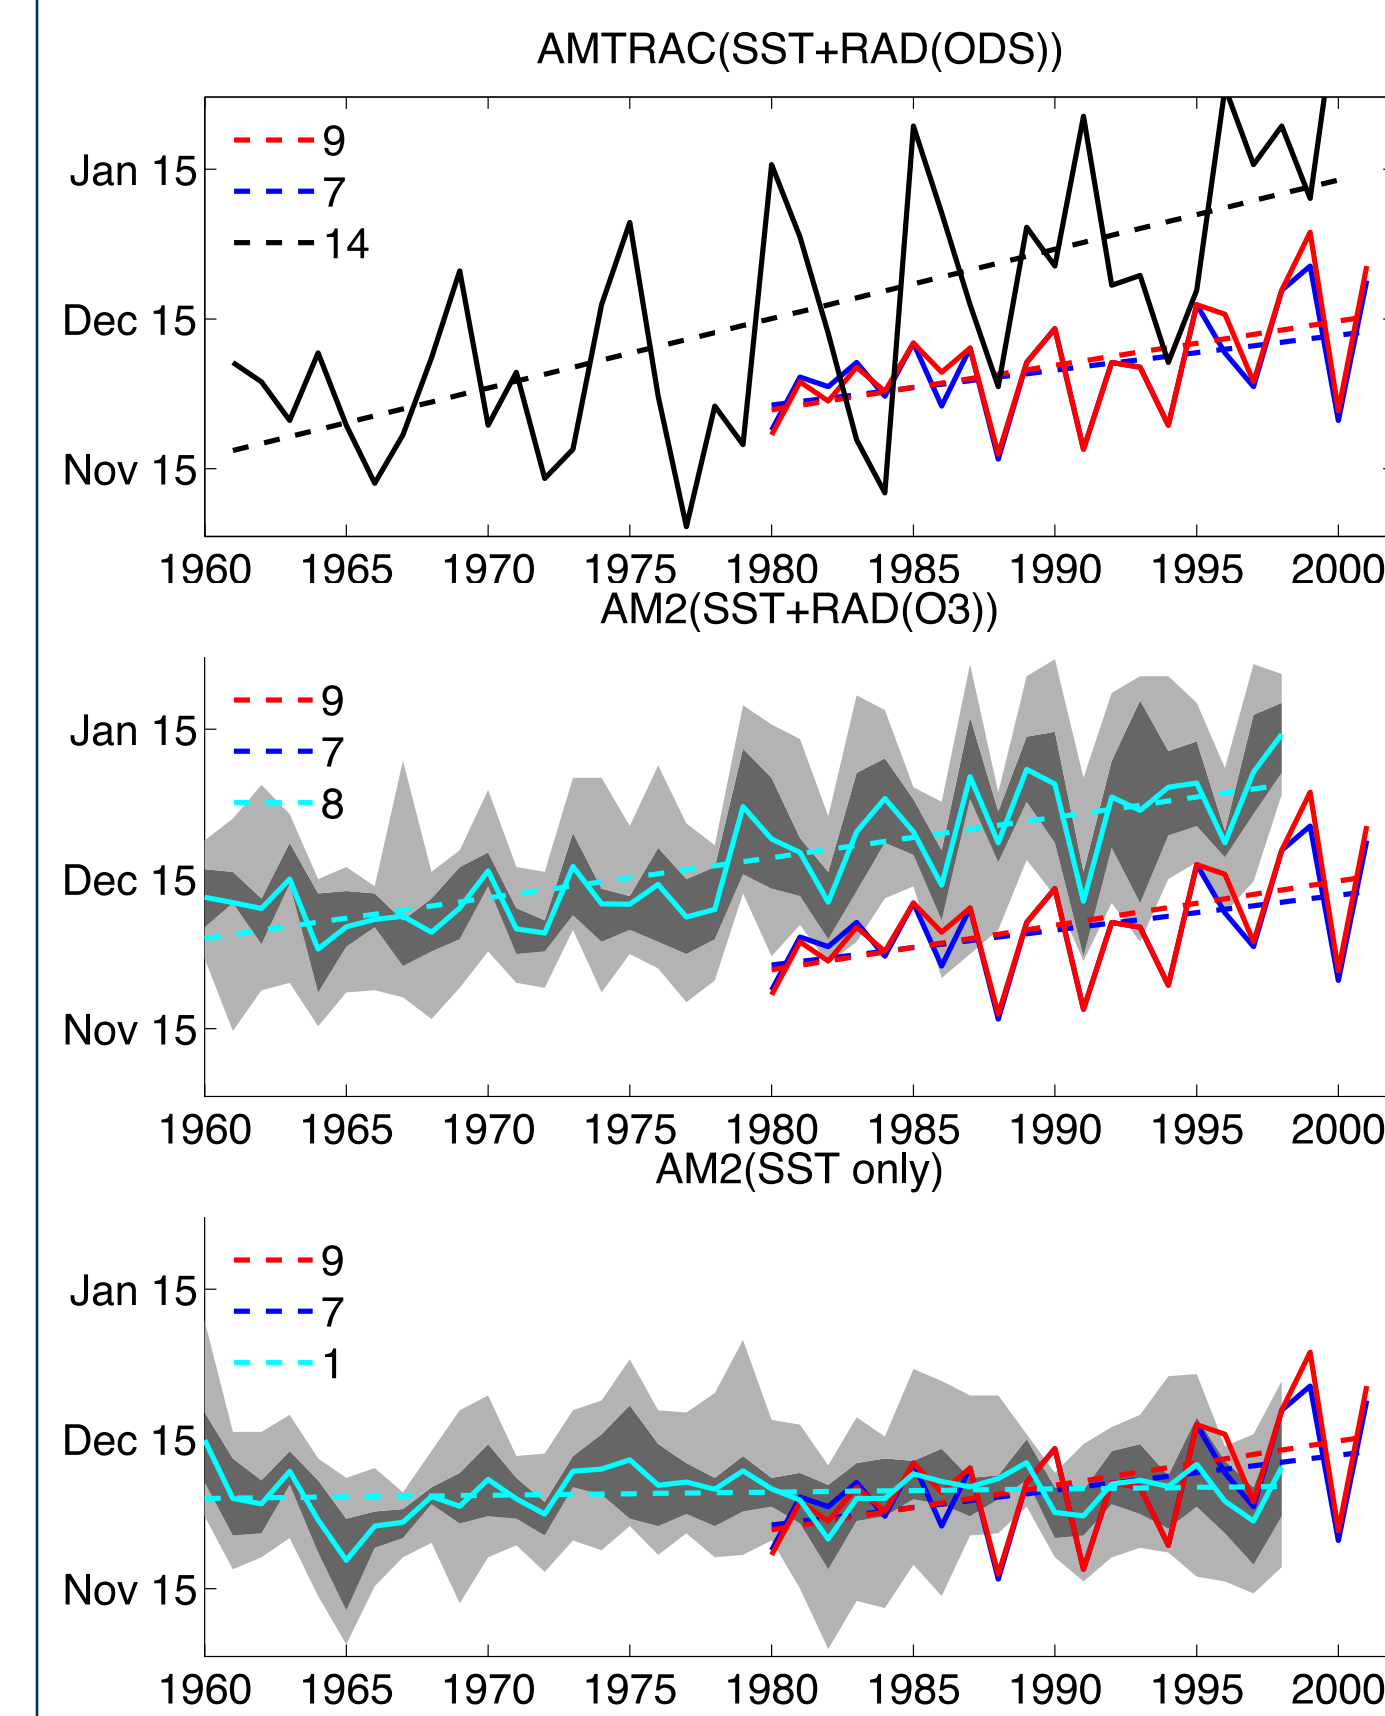 AMTRAC(SST+RAD(ODS))
9
7
14
Jan 15
Dec 15
Nov 15
1960 1965 1970 1975 1980 1985 1990 1995 2000
AM2(SST+RAD(O3))
9
7
8
Jan 15
Dec 15
Nov 15
1960 1965 1970 1975 1980 1985 1990 1995 2000
AM2(SST only)
9
7
1
Jan 15
Dec 15
Nov 15
1960 1965 1970 1975 1980 1985 1990 1995 2000